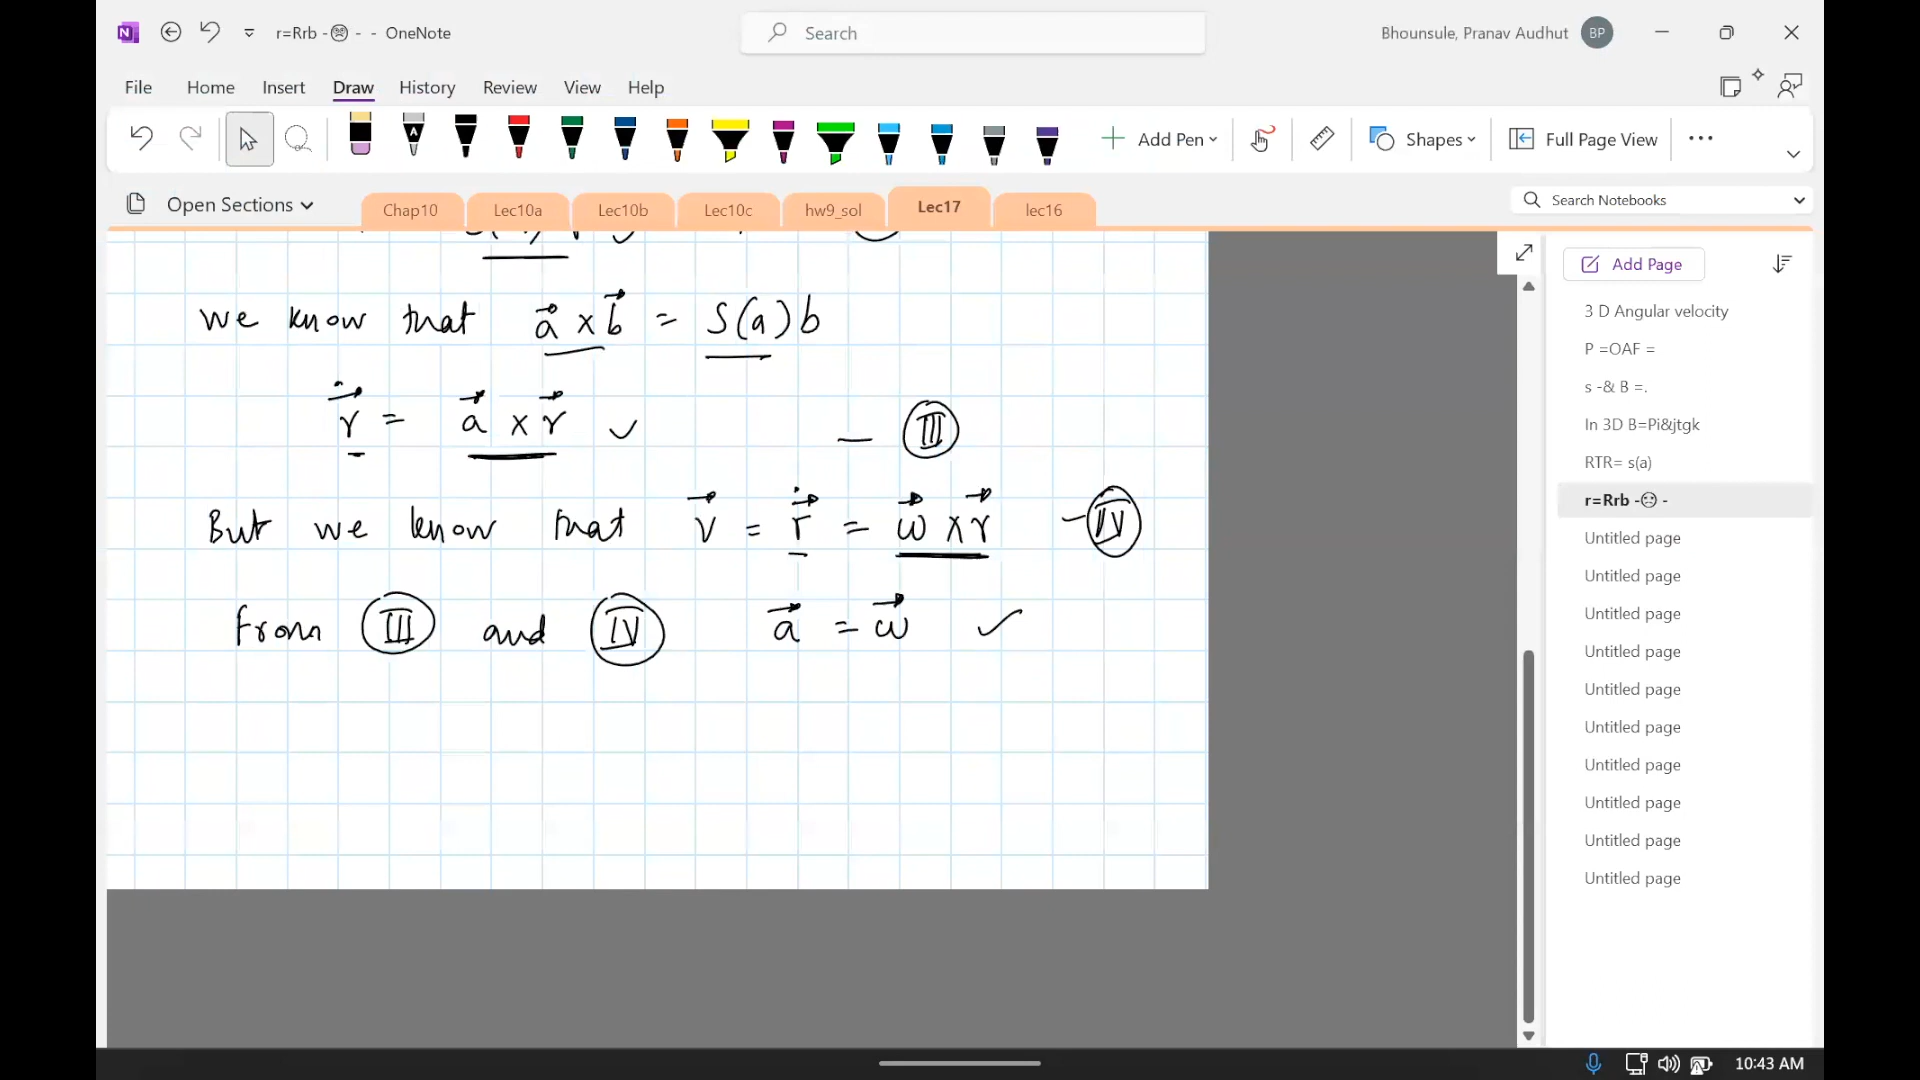 r=Rrb -☹ - - OneNote
Search
Bhounsule, Pranav Audhut BP
File Home Insert Draw History Review View Help
A
Add Pen Shapes Full Page View
Open Sections Chap10 Lec10a Lec10b Lec10c hw9_sol Lec17 lec16 Search Notebooks
Add Page
3 D Angular velocity
P =OAF =
s -& B =.
In 3D B=Pi&jtgk
RTR= s(a)
r=Rrb -☹ -
Untitled page
Untitled page
Untitled page
Untitled page
Untitled page
Untitled page
Untitled page
Untitled page
Untitled page
Untitled page
We know that a⃗ × b⃗ = S(a) b
ṙ⃗ = a⃗ × r⃗ ✓ — III
But we know that v⃗ = ṙ⃗ = ω⃗ × r⃗ - IV
From III and IV a⃗ = ω⃗ ✓
10:43 AM